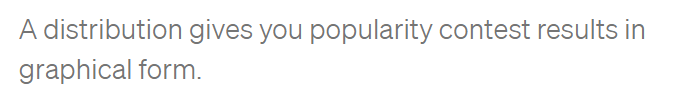 A distribution gives you popularity contest results in
graphical form.